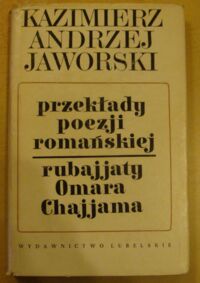 KAZIMIERZ
ANDRZEJ
JAWORSKI
przekłady
poezji
romańskiej
rubajjaty
Omara
Chajjama
WYDAWNICTWO LUBELSKIE